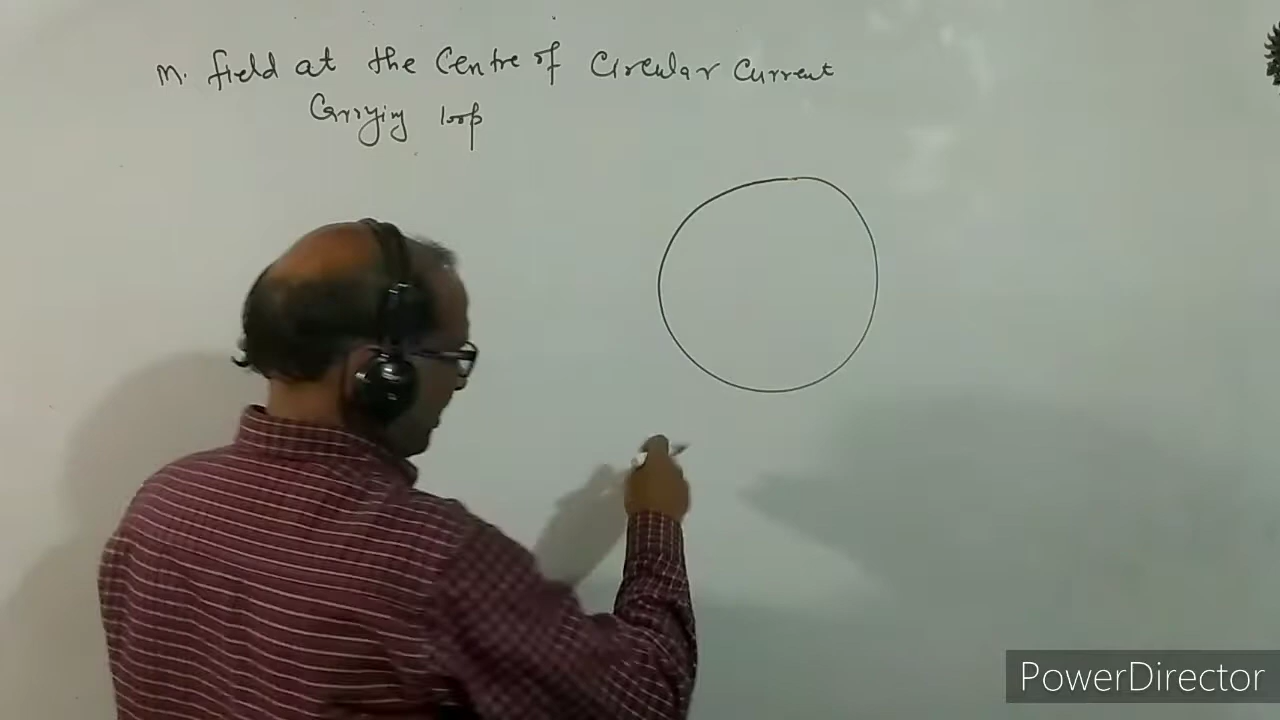 M. field at the Centre of Circular Current
Carrying loop
PowerDirector